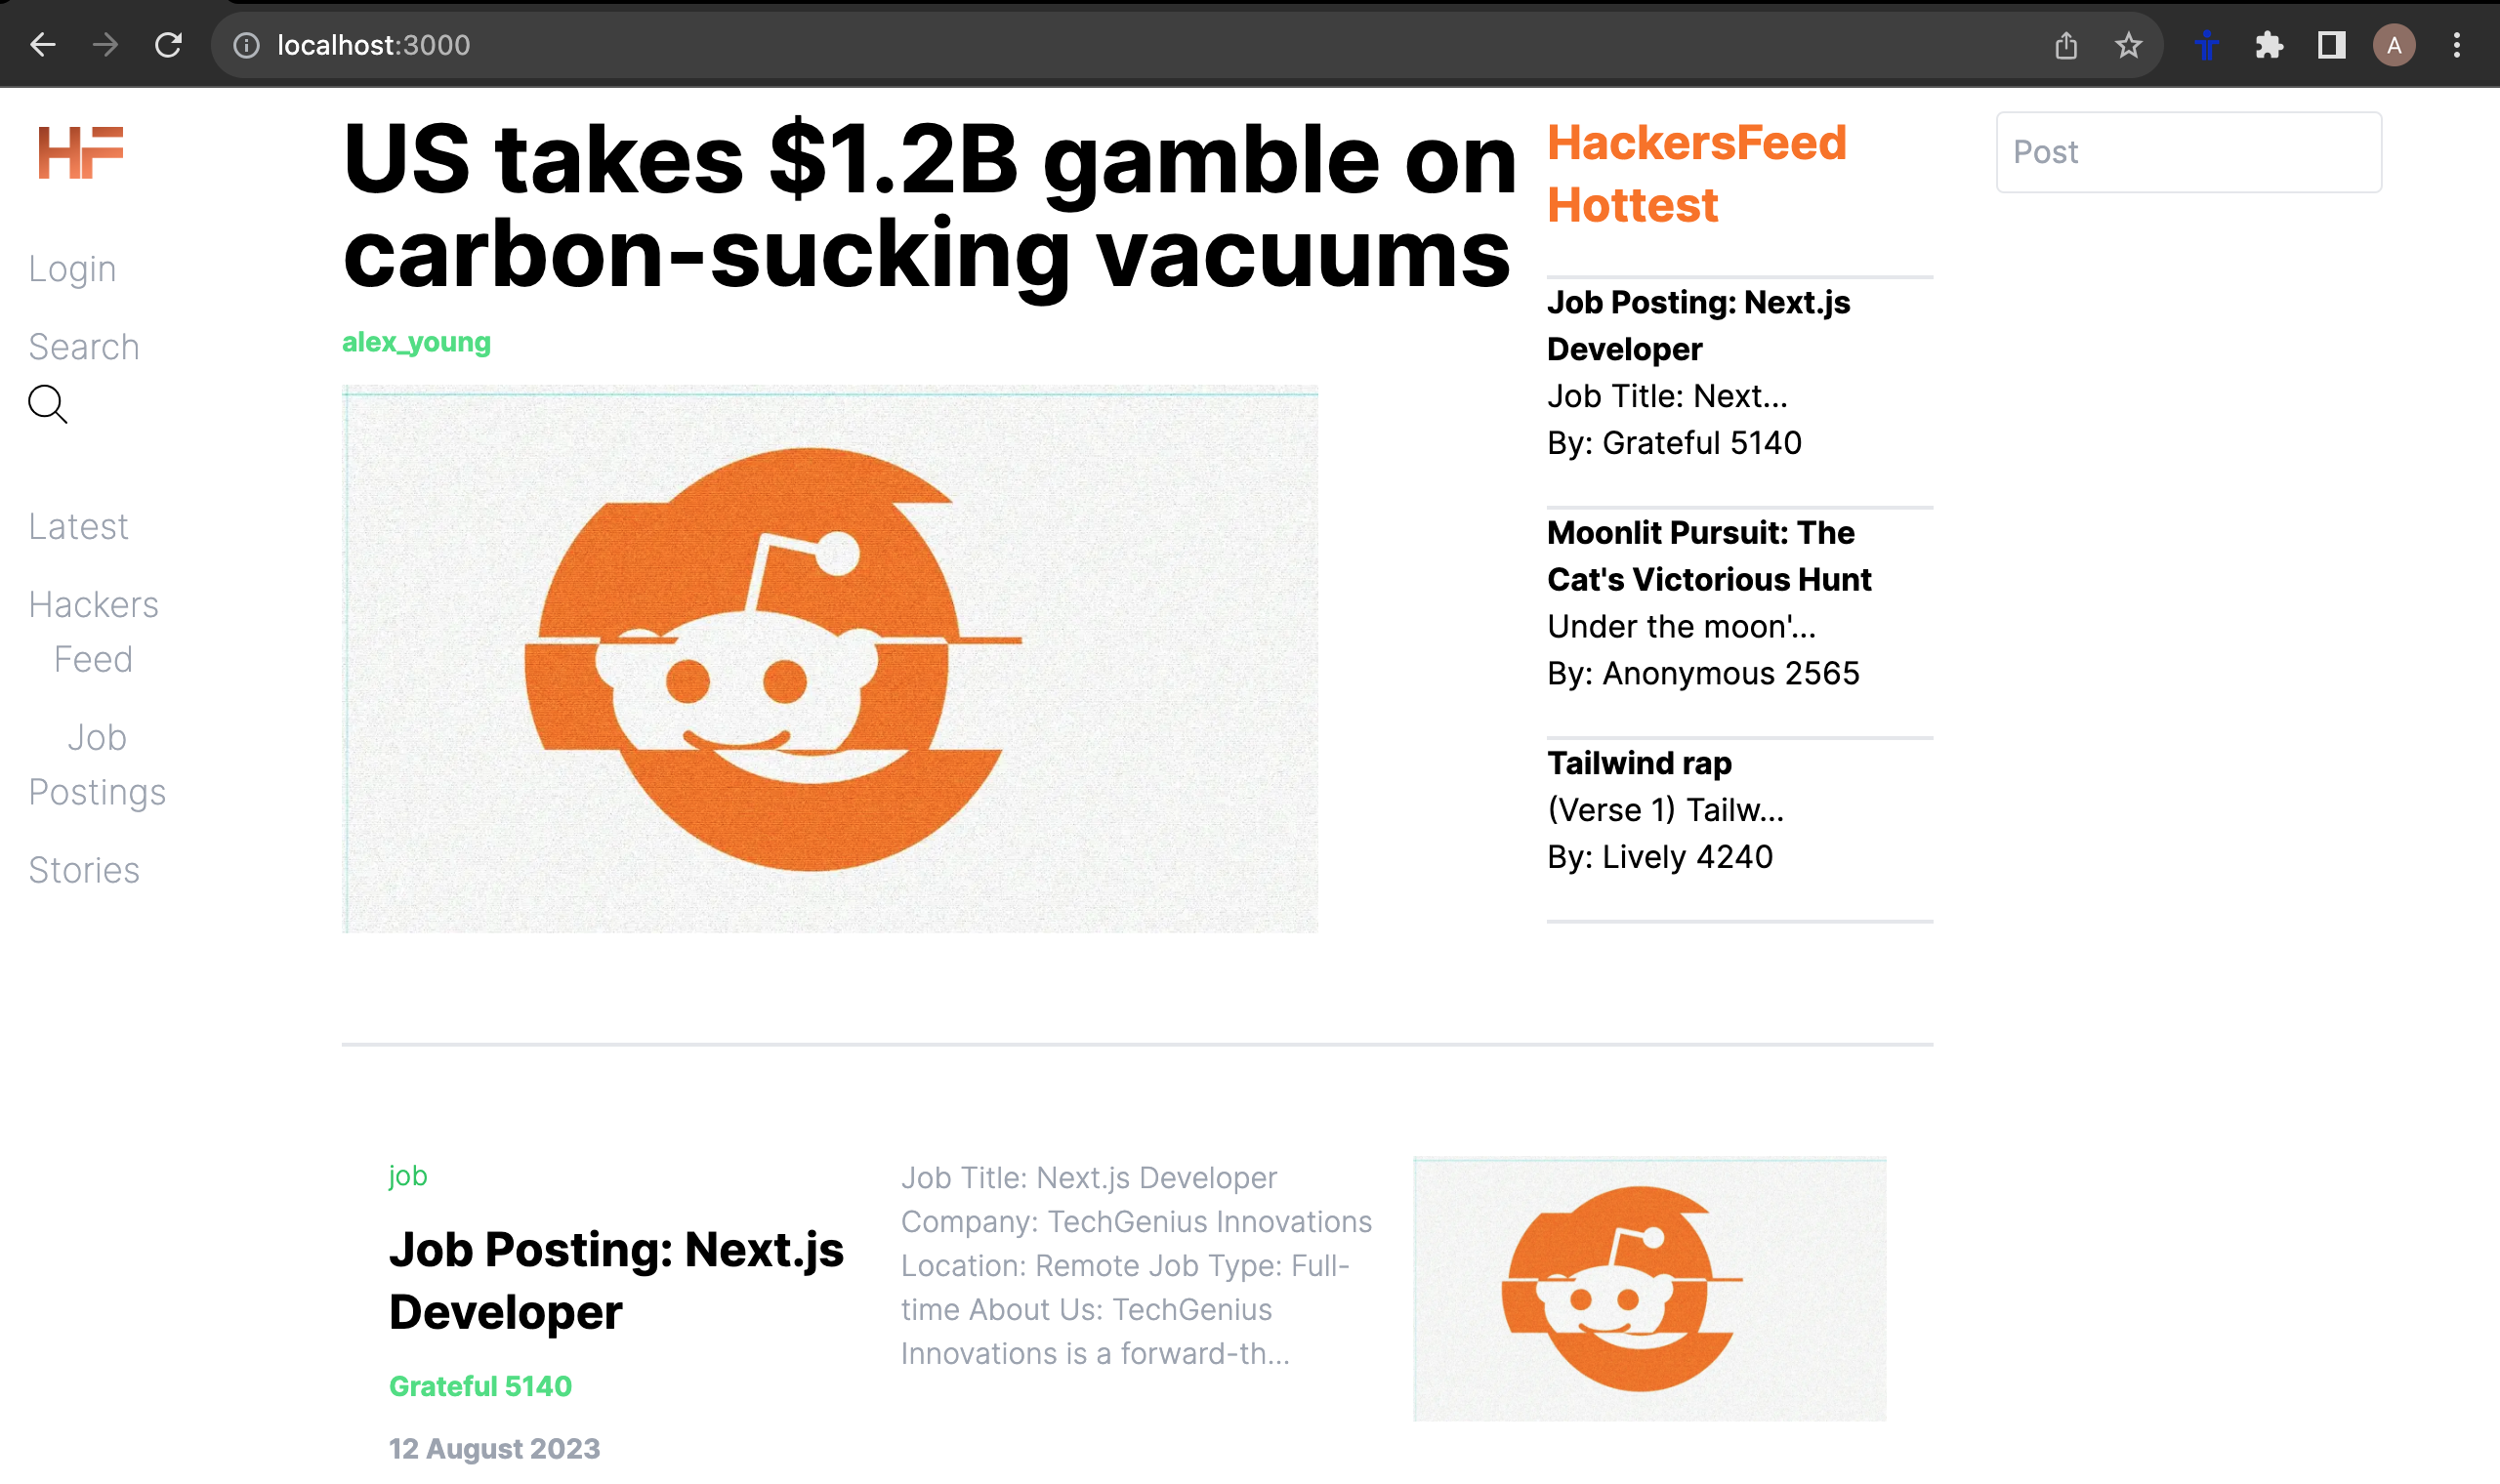 localhost:3000
A
HF
Login
Search
Latest
Hackers
Feed
Job
Postings
Stories
US takes $1.2B gamble on
carbon-sucking vacuums
alex_young
HackersFeed
Hottest
Job Posting: Next.js
Developer
Job Title: Next...
By: Grateful 5140
Moonlit Pursuit: The
Cat's Victorious Hunt
Under the moon'...
By: Anonymous 2565
Tailwind rap
(Verse 1) Tailw...
By: Lively 4240
Post
job
Job Posting: Next.js
Developer
Grateful 5140
12 August 2023
Job Title: Next.js Developer
Company: TechGenius Innovations
Location: Remote Job Type: Full-
time About Us: TechGenius
Innovations is a forward-th...